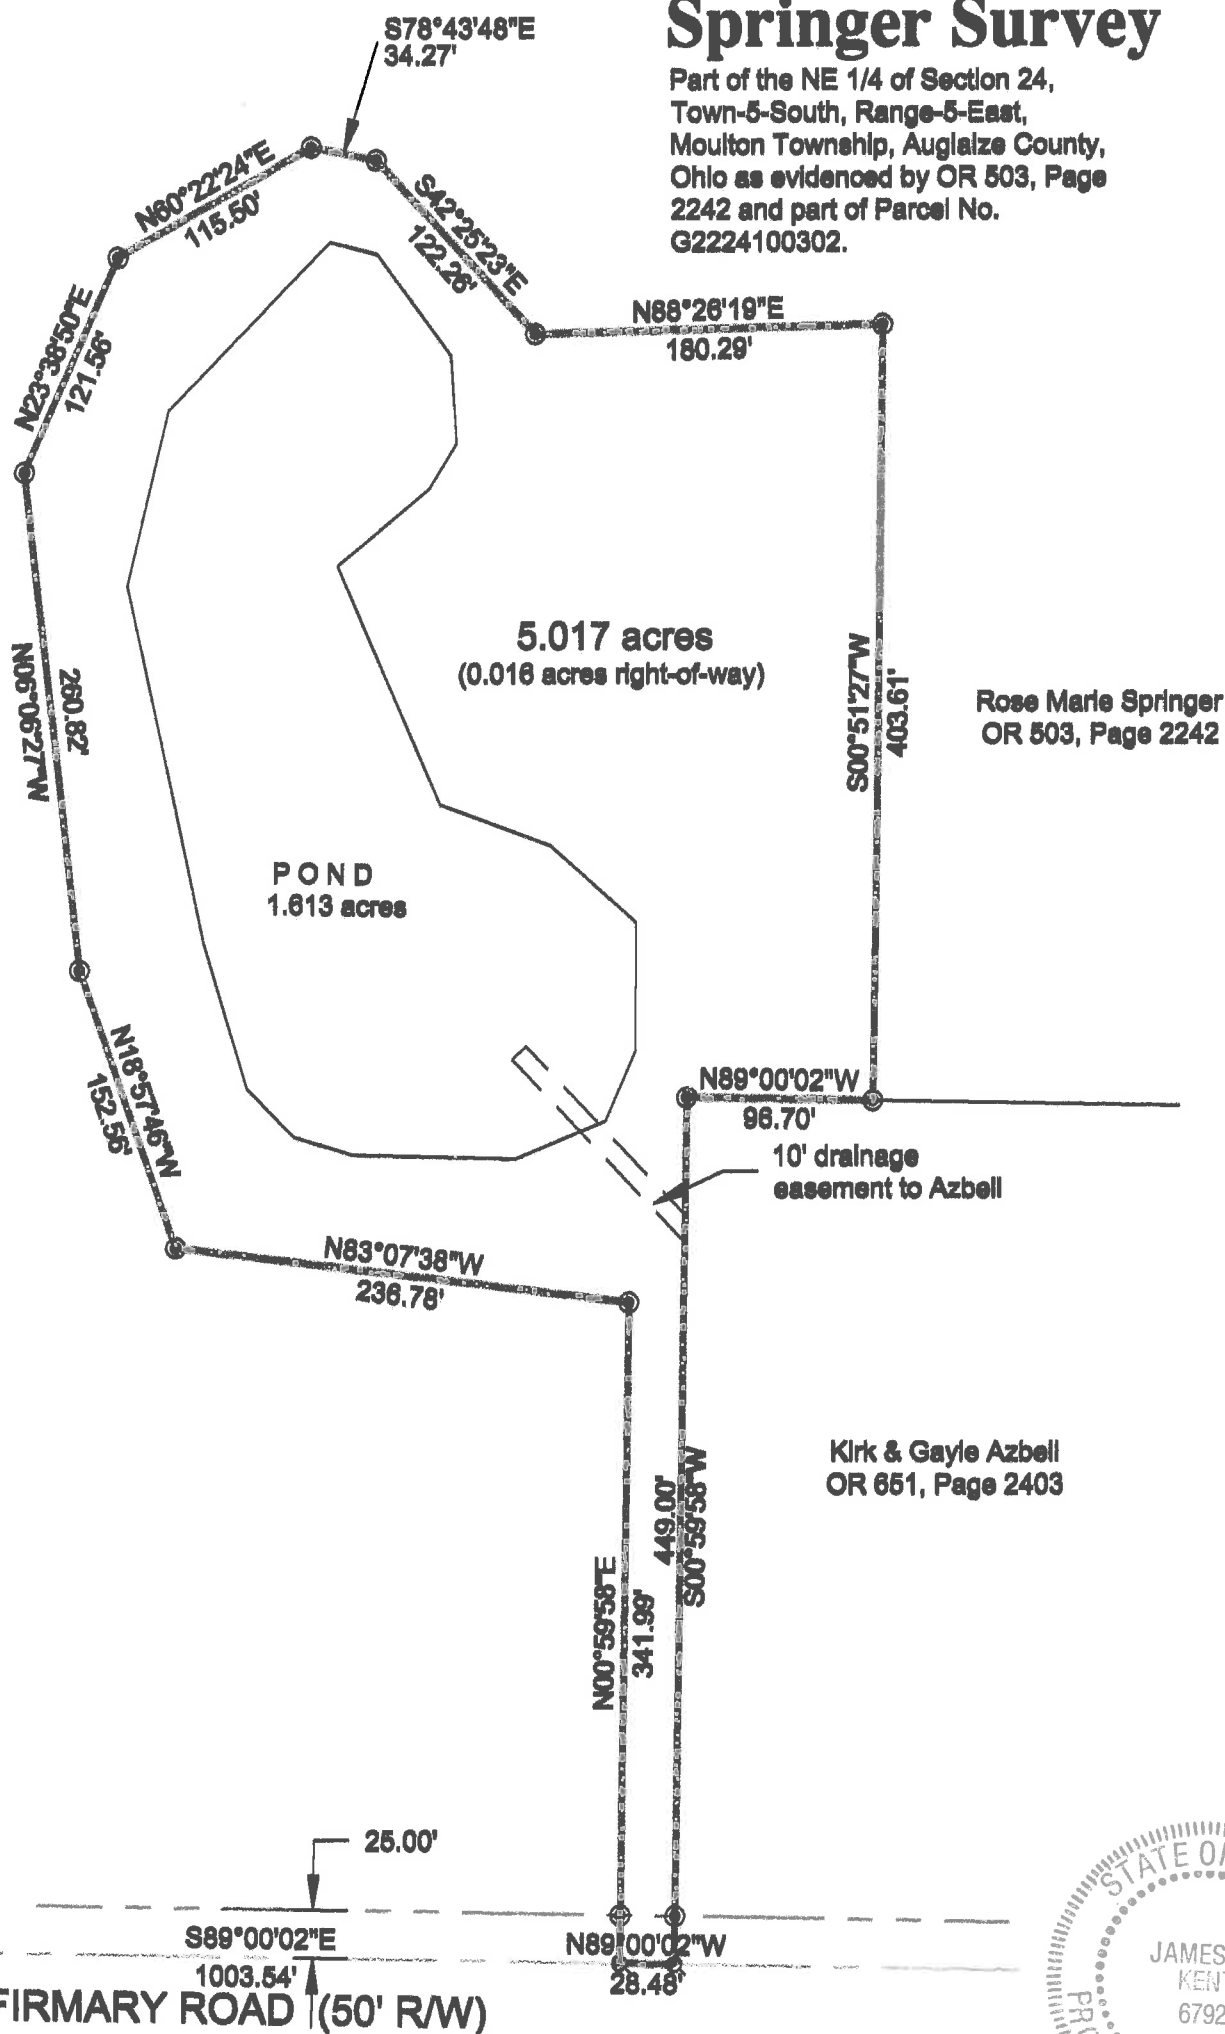 Springer Survey
Part of the NE 1/4 of Section 24,
Town-5-South, Range-5-East,
Moulton Township, Auglaize County,
Ohio as evidenced by OR 503, Page
2242 and part of Parcel No.
G2224100302.
S78°43'48"E
34.27'
N60°22'24"E
115.50'
S42°25'23"E
122.26'
N23°38'50"E
121.56'
N88°26'19"E
180.29'
5.017 acres
(0.016 acres right-of-way)
S00°51'27"W
403.61'
Rose Marie Springer
OR 503, Page 2242
N06°06'27"W
260.82'
POND
1.613 acres
N18°57'46"W
152.56'
N89°00'02"W
96.70'
10' drainage
easement to Azbell
N83°07'38"W
236.78'
Kirk & Gayle Azbell
OR 651, Page 2403
449.00'
S00°59'58"W
N00°59'58"E
341.99'
25.00'
S89°00'02"E
1003.54'
N89°00'02"W
28.48'
FIRMARY ROAD (50' R/W)
STATE O
JAMES
KEN
6792
PRO